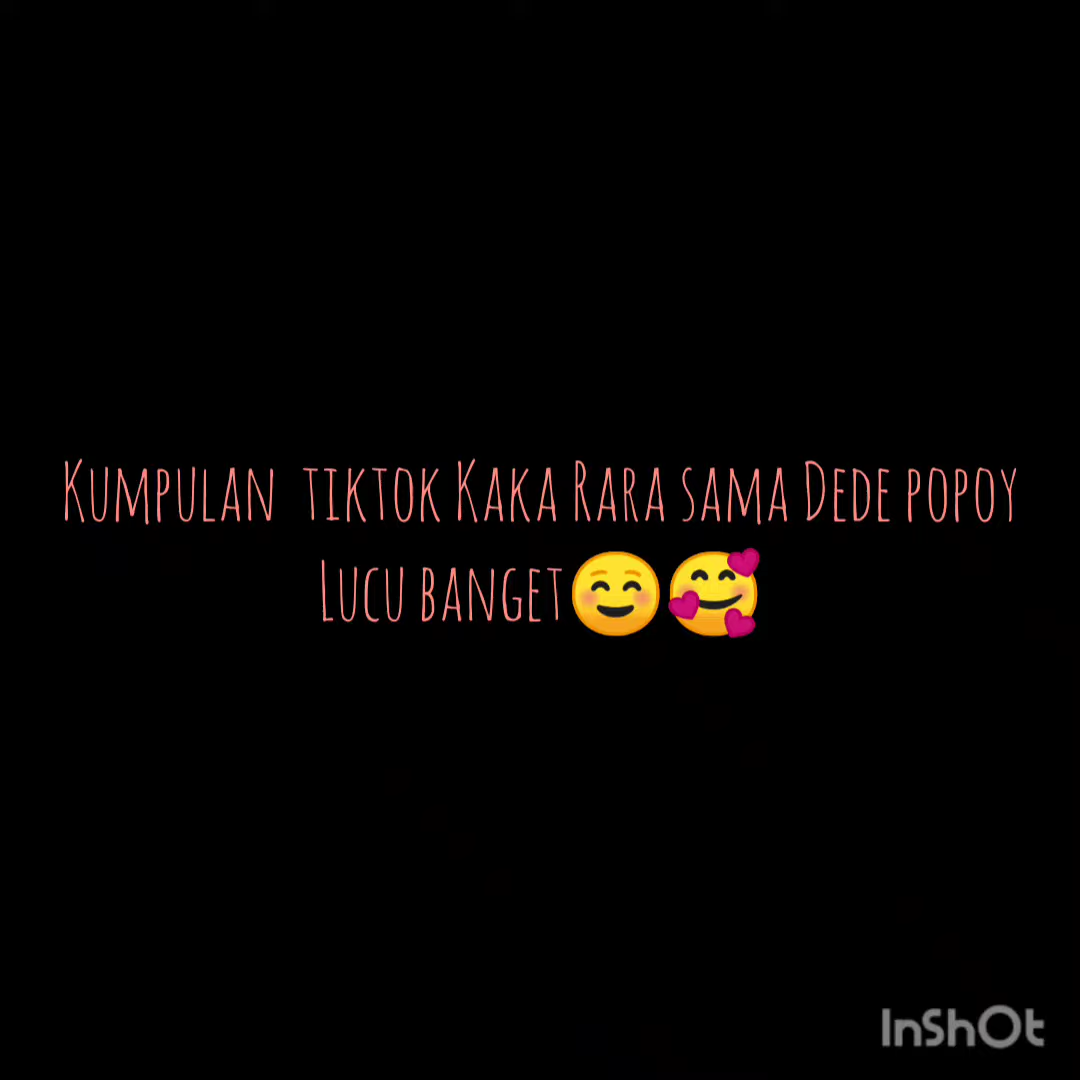 Kumpulan tiktok Kaka Rara sama Dede popoy
Lucu banget☺️🥰
InShOt